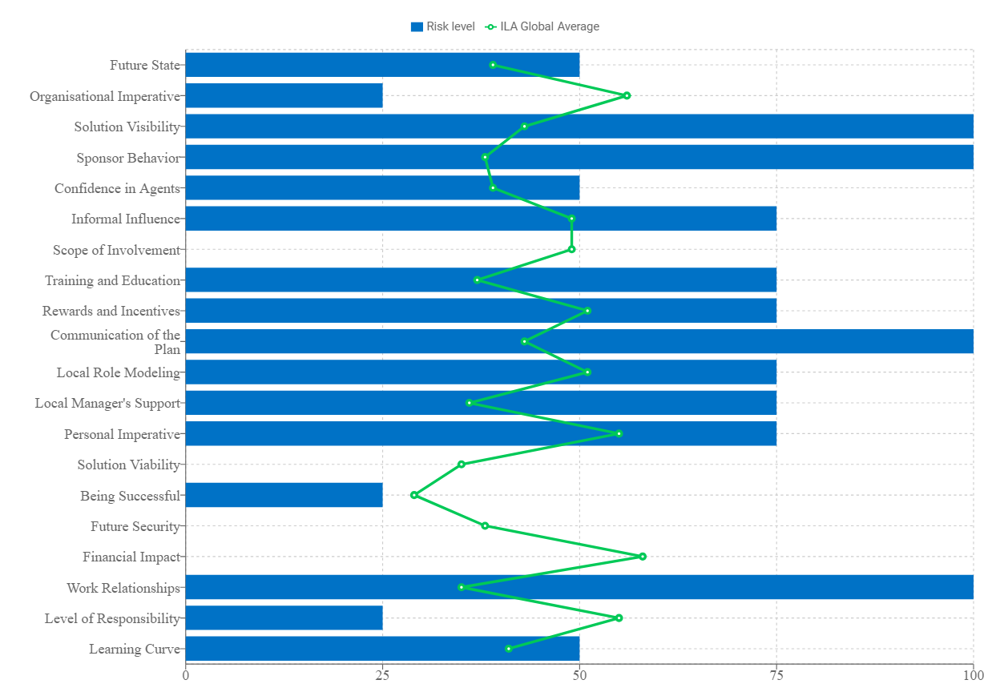 Risk level
ILA Global Average
Future State
Organisational Imperative
Solution Visibility
Sponsor Behavior
Confidence in Agents
Informal Influence
Scope of Involvement
Training and Education
Rewards and Incentives
Communication of the
Plan
Local Role Modeling
Local Manager's Support
Personal Imperative
Solution Viability
Being Successful
Future Security
Financial Impact
Work Relationships
Level of Responsibility
Learning Curve
0 25 50 75 100